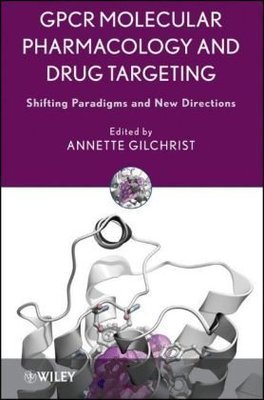 GPCR MOLECULAR
PHARMACOLOGY AND
DRUG TARGETING
Shifting Paradigms and New Directions
Edited by
ANNETTE GILCHRIST
WILEY